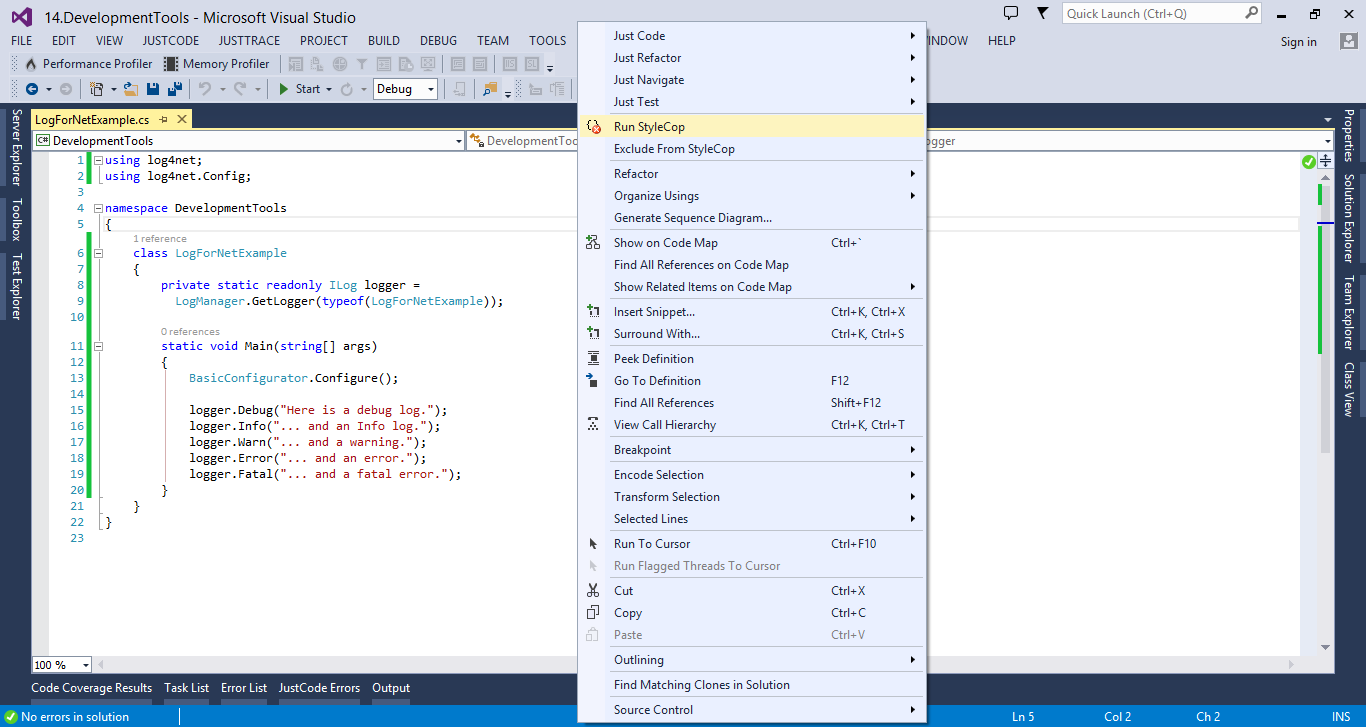 14.DevelopmentTools - Microsoft Visual Studio
Quick Launch (Ctrl+Q)
FILE EDIT VIEW JUSTCODE JUSTTRACE PROJECT BUILD DEBUG TEAM TOOLS
HELP
Sign in
Performance Profiler Memory Profiler
Start Debug
LogForNetExample.cs
C# DevelopmentTools
Server Explorer
Toolbox
Test Explorer
1 using log4net;
2 using log4net.Config;
3
4 namespace DevelopmentTools
5 {
1 reference
6 class LogForNetExample
7 {
8 private static readonly ILog logger =
9 LogManager.GetLogger(typeof(LogForNetExample));
10
0 references
11 static void Main(string[] args)
12 {
13 BasicConfigurator.Configure();
14
15 logger.Debug("Here is a debug log.");
16 logger.Info("... and an Info log.");
17 logger.Warn("... and a warning.");
18 logger.Error("... and an error.");
19 logger.Fatal("... and a fatal error.");
20 }
21 }
22 }
23
Just Code
Just Refactor
Just Navigate
Just Test
Run StyleCop
Exclude From StyleCop
Refactor
Organize Usings
Generate Sequence Diagram...
Show on Code Map Ctrl+`
Find All References on Code Map
Show Related Items on Code Map
Insert Snippet... Ctrl+K, Ctrl+X
Surround With... Ctrl+K, Ctrl+S
Peek Definition
Go To Definition F12
Find All References Shift+F12
View Call Hierarchy Ctrl+K, Ctrl+T
Breakpoint
Encode Selection
Transform Selection
Selected Lines
Run To Cursor Ctrl+F10
Run Flagged Threads To Cursor
Cut Ctrl+X
Copy Ctrl+C
Paste Ctrl+V
Outlining
Find Matching Clones in Solution
Source Control
Properties
Solution Explorer
Team Explorer
Class View
100 %
Code Coverage Results Task List Error List JustCode Errors Output
No errors in solution
Ln 5 Col 2 Ch 2 INS